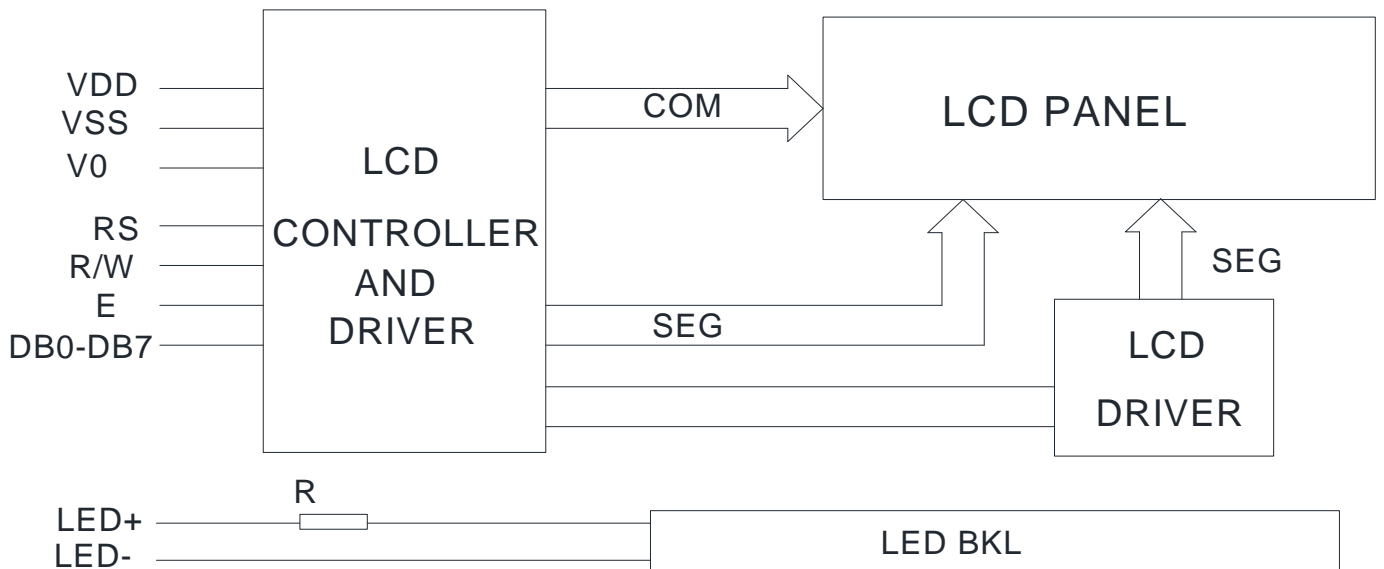 VDD
VSS
V0
RS
R/W
E
DB0-DB7
LCD
CONTROLLER
AND
DRIVER
COM
SEG
LCD PANEL
SEG
LCD
DRIVER
R
LED+
LED-
LED BKL